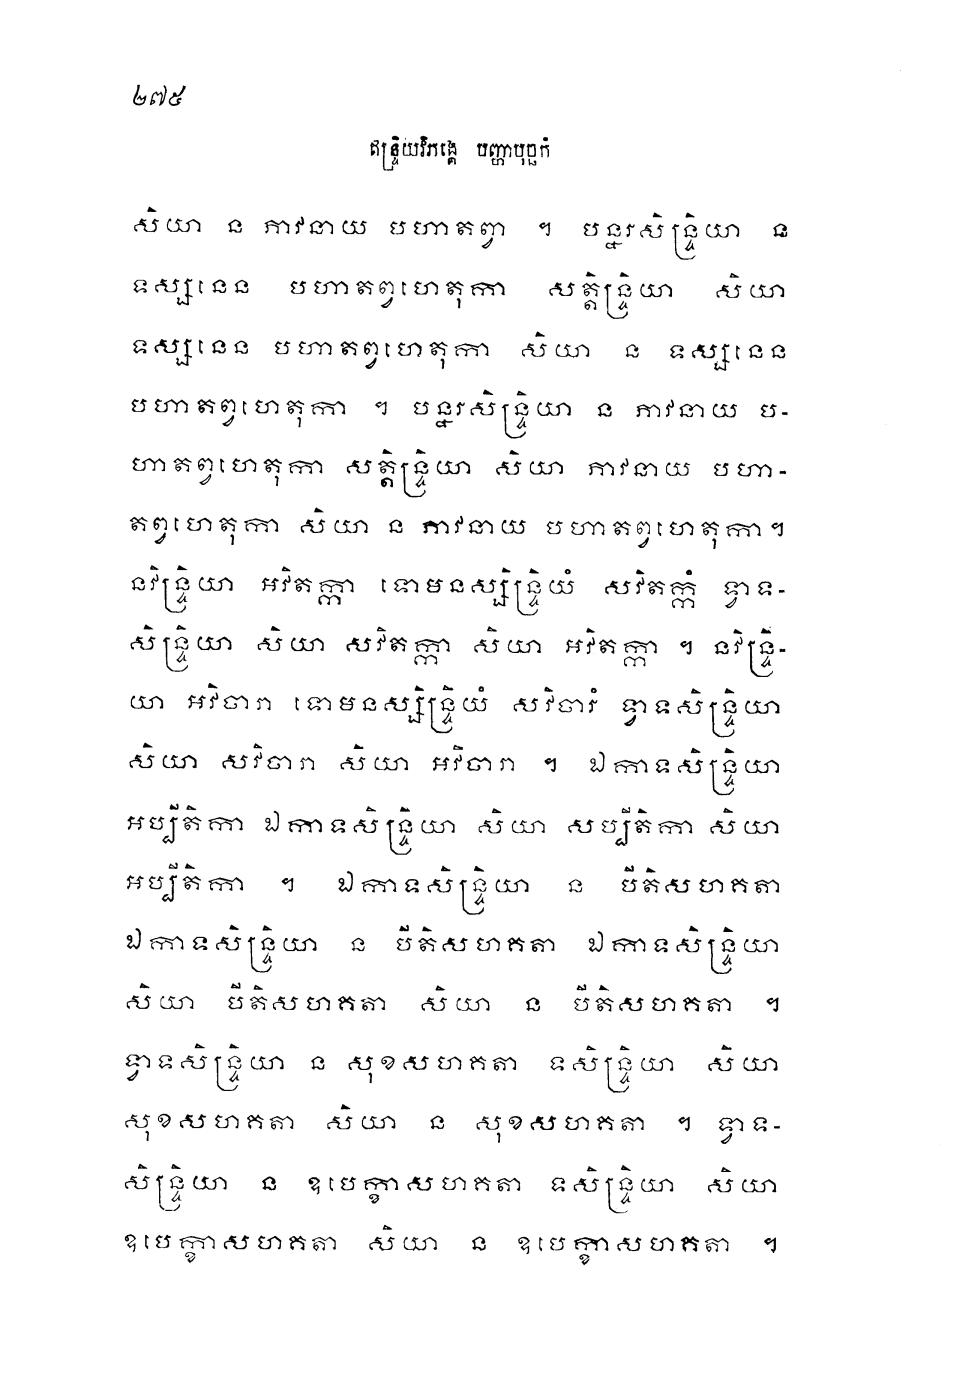 ២៧៥
ឥន្ទ្រិយវិភង្គេ បញ្ហាបុច្ឆកំ
សិយា ន ភាវនាយ បហាតព្វា ។ បន្នរសិន្ទ្រិយា ន
ទស្សនេន បហាតព្វហេតុកា សត្តិន្ទ្រិយា សិយា
ទស្សនេន បហាតព្វហេតុកា សិយា ន ទស្សនេន
បហាតព្វហេតុកា ។ បន្នរសិន្ទ្រិយា ន ភាវនាយ ប-
ហាតព្វហេតុកា សត្តិន្ទ្រិយា សិយា ភាវនាយ បហា-
តព្វហេតុកា សិយា ន ភាវនាយ បហាតព្វហេតុកា។
នវិន្ទ្រិយា អវិតក្កា ទោមនស្សិន្ទ្រិយំ សវិតក្កំ ទ្វាទ-
សិន្ទ្រិយា សិយា សវិតក្កា សិយា អវិតក្កា ។ នវិន្ទ្រិ-
យា អវិចារា ទោមនស្សិន្ទ្រិយំ សវិចារំ ទ្វាទសិន្ទ្រិយា
សិយា សវិចារា សិយា អវិចារា ។ ឯកាទសិន្ទ្រិយា
អប្បីតិកា ឯកាទសិន្ទ្រិយា សិយា សប្បីតិកា សិយា
អប្បីតិកា ។ ឯកាទសិន្ទ្រិយា ន បីតិសហគតា
ឯកាទសិន្ទ្រិយា ន បីតិសហគតា ឯកាទសិន្ទ្រិយា
សិយា បីតិសហគតា សិយា ន បីតិសហគតា ។
ទ្វាទសិន្ទ្រិយា ន សុខសហគតា ទសិន្ទ្រិយា សិយា
សុខសហគតា សិយា ន សុខសហគតា ។ ទ្វាទ-
សិន្ទ្រិយា ន ឧបេក្ខាសហគតា ទសិន្ទ្រិយា សិយា
ឧបេក្ខាសហគតា សិយា ន ឧបេក្ខាសហគតា ។